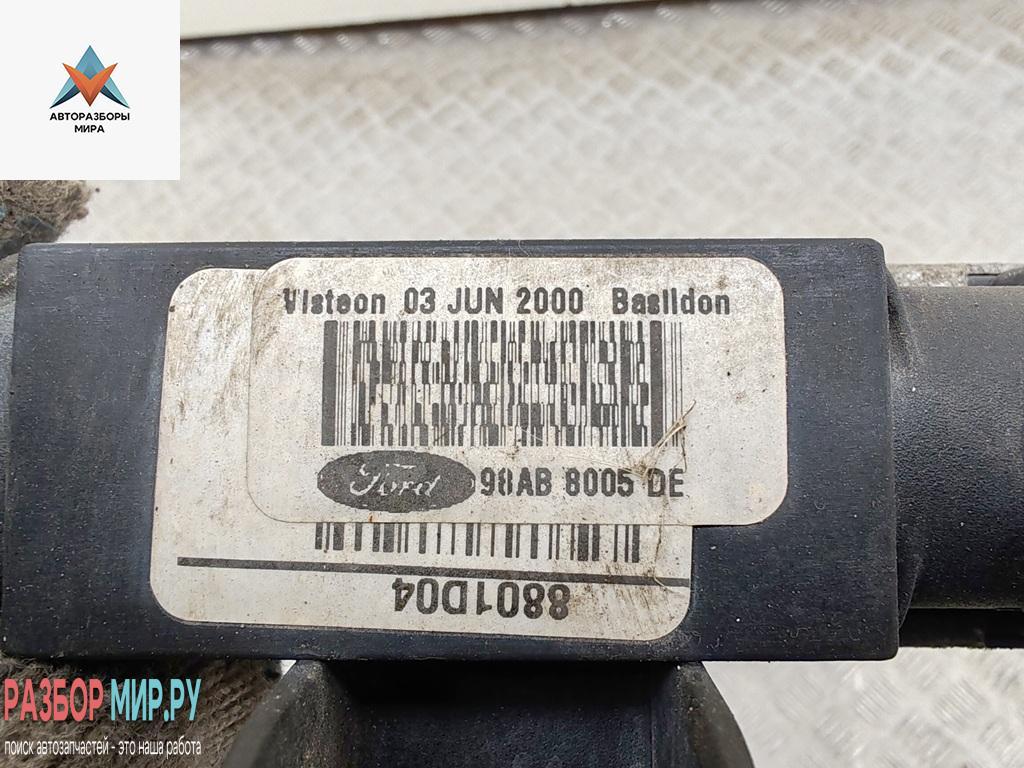 АВТОРАЗБОРЫ
МИРА
Visteon 03 JUN 2000 Basildon
Ford 98AB 8005 DE
8801D04
РАЗБОР МИР.РУ
поиск автозапчастей - это наша работа